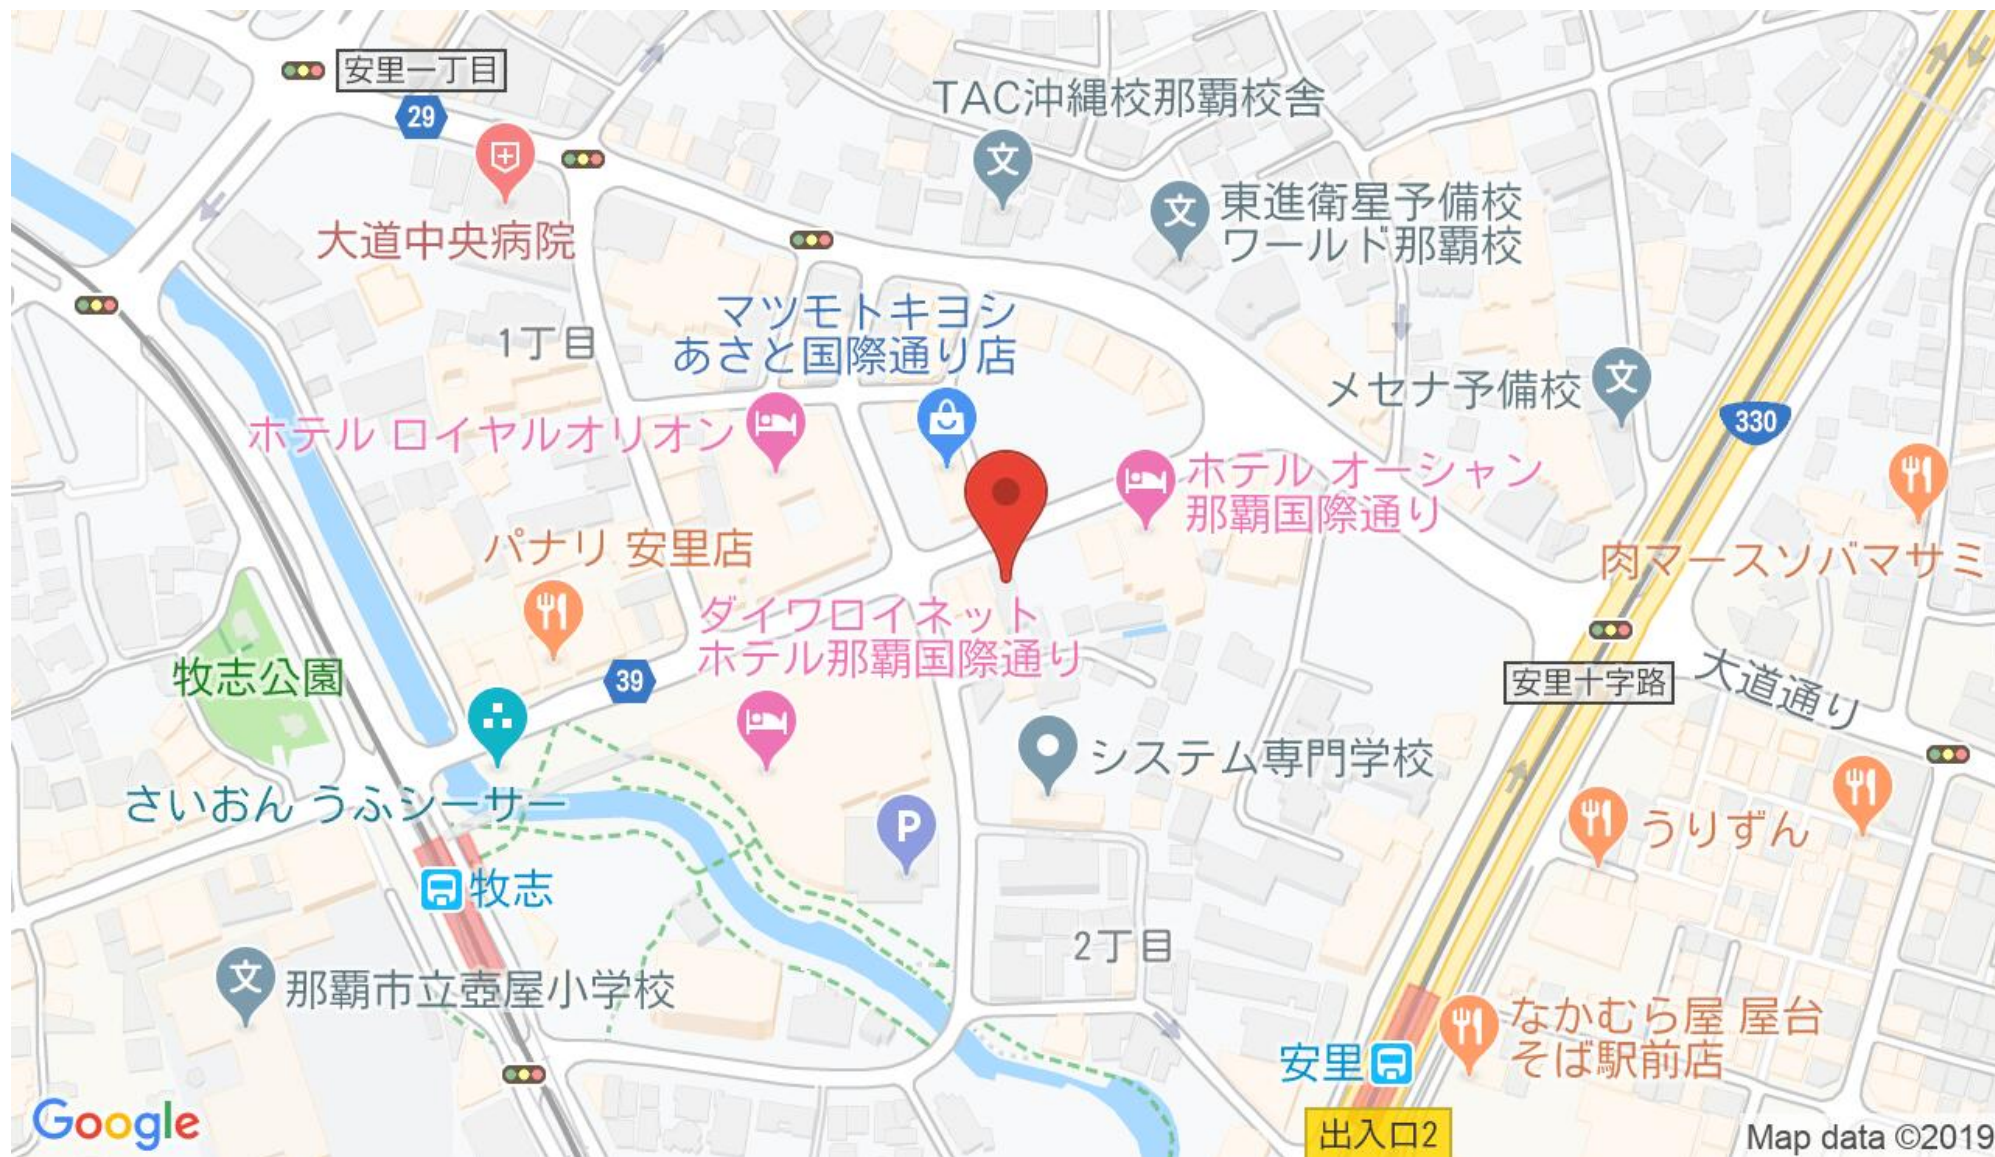 安里一丁目
29
TAC沖縄校那覇校舎
文
文
東進衛星予備校
ワールド那覇校
大道中央病院
マツモトキヨシ
あさと国際通り店
1丁目
メセナ予備校
文
330
ホテル ロイヤルオリオン
ホテル オーシャン
那覇国際通り
パナリ 安里店
肉マースソバマサミ
ダイワロイネット
ホテル那覇国際通り
牧志公園
39
安里十字路
大道通り
システム専門学校
さいおん うふシーサー
P
うりずん
牧志
2丁目
文
那覇市立壺屋小学校
なかむら屋 屋台
そば駅前店
安里
出入口2
Google
Map data ©2019